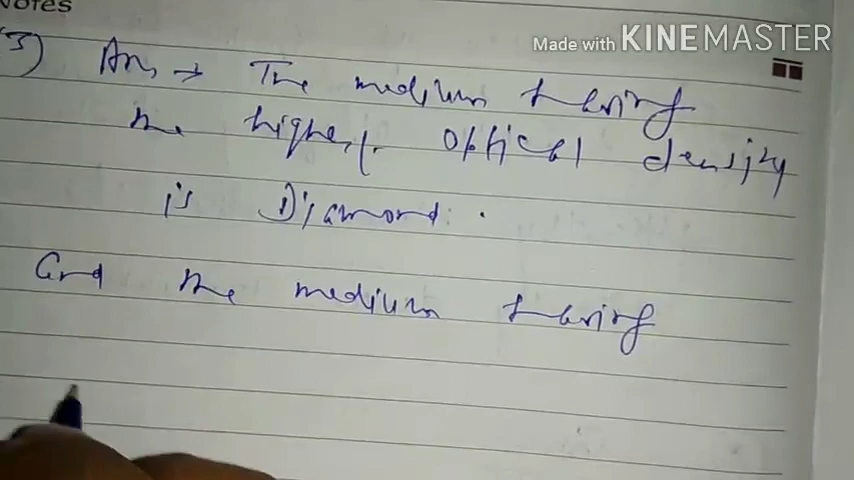 Notes
Made with KINEMASTER
(3) Ans → The medium having
the highest optical density
is Diamond.
And the medium having